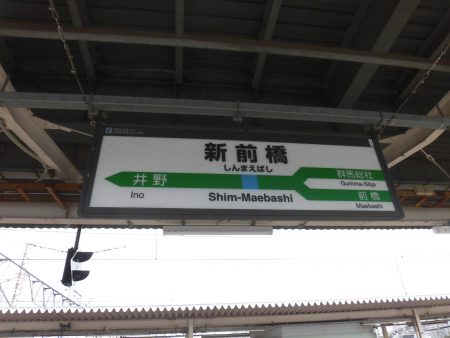 新前橋
しんまえばし
井野
Ino
Shim-Maebashi
群馬総社
Gumma-Sōja
前橋
Maebashi